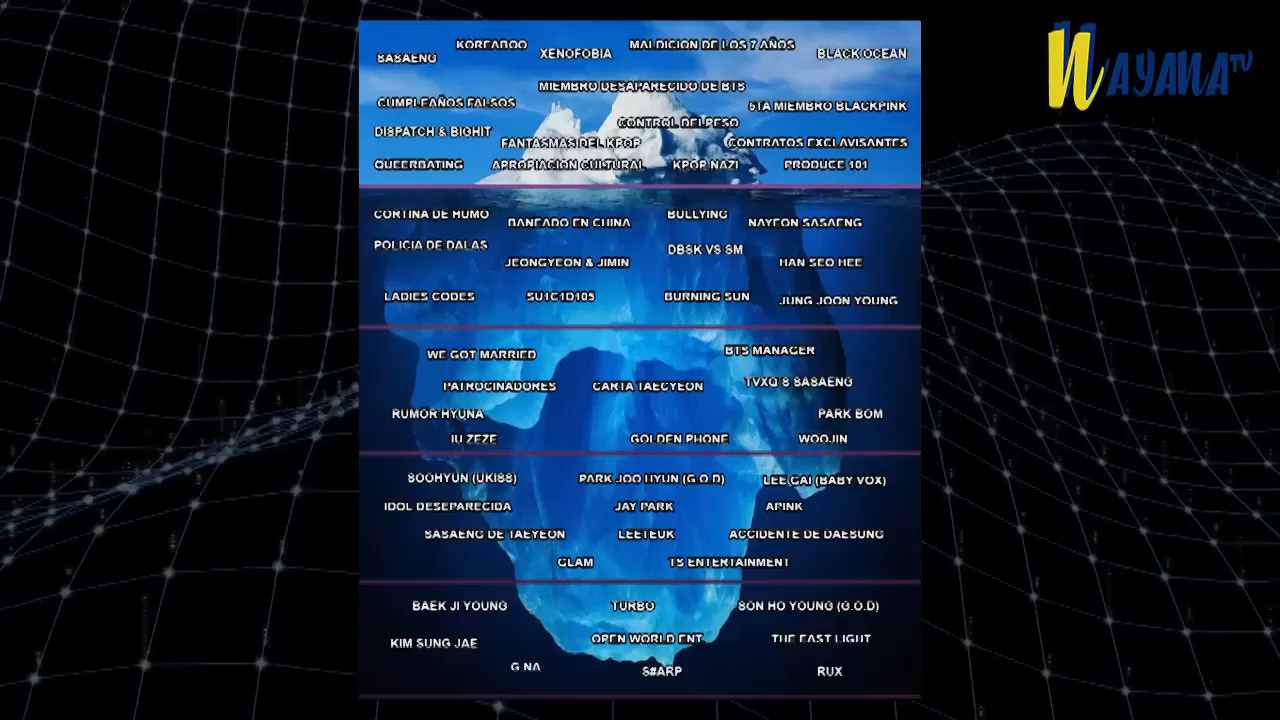 NAYANA TV
KOREABOO
MALDICION DE LOS 7 AÑOS
SASAENG
XENOFOBIA
BLACK OCEAN
MIEMBRO DESAPARECIDO DE BTS
CUMPLEAÑOS FALSOS
5TA MIEMBRO BLACKPINK
CONTROL DEL PESO
DISPATCH & BIGHIT
FANTASMAS DEL KPOP
CONTRATOS EXCLAVISANTES
QUEERBATING
APROPIACION CULTURAL
KPOP NAZI
PRODUCE 101
CORTINA DE HUMO
BANEADO EN CHINA
BULLYING
NAYEON SASAENG
POLICIA DE DALAS
DBSK VS SM
JEONGYEON & JIMIN
HAN SEO HEE
LADIES CODES
SU1C1D10S
BURNING SUN
JUNG JOON YOUNG
WE GOT MARRIED
BTS MANAGER
PATROCINADORES
CARTA TAECYEON
TVXQ'S SASAENG
RUMOR HYUNA
PARK BOM
IU ZEZE
GOLDEN PHONE
WOOJIN
SOOHYUN (UKISS)
PARK JOO HYUN (G.O.D)
LEE GAI (BABY VOX)
IDOL DESEPARECIDA
JAY PARK
APINK
SASAENG DE TAEYEON
LEETEUK
ACCIDENTE DE DAESUNG
GLAM
TS ENTERTAINMENT
BAEK JI YOUNG
TURBO
SON HO YOUNG (G.O.D)
KIM SUNG JAE
OPEN WORLD ENT
THE EAST LIGHT
G NA
S#ARP
RUX